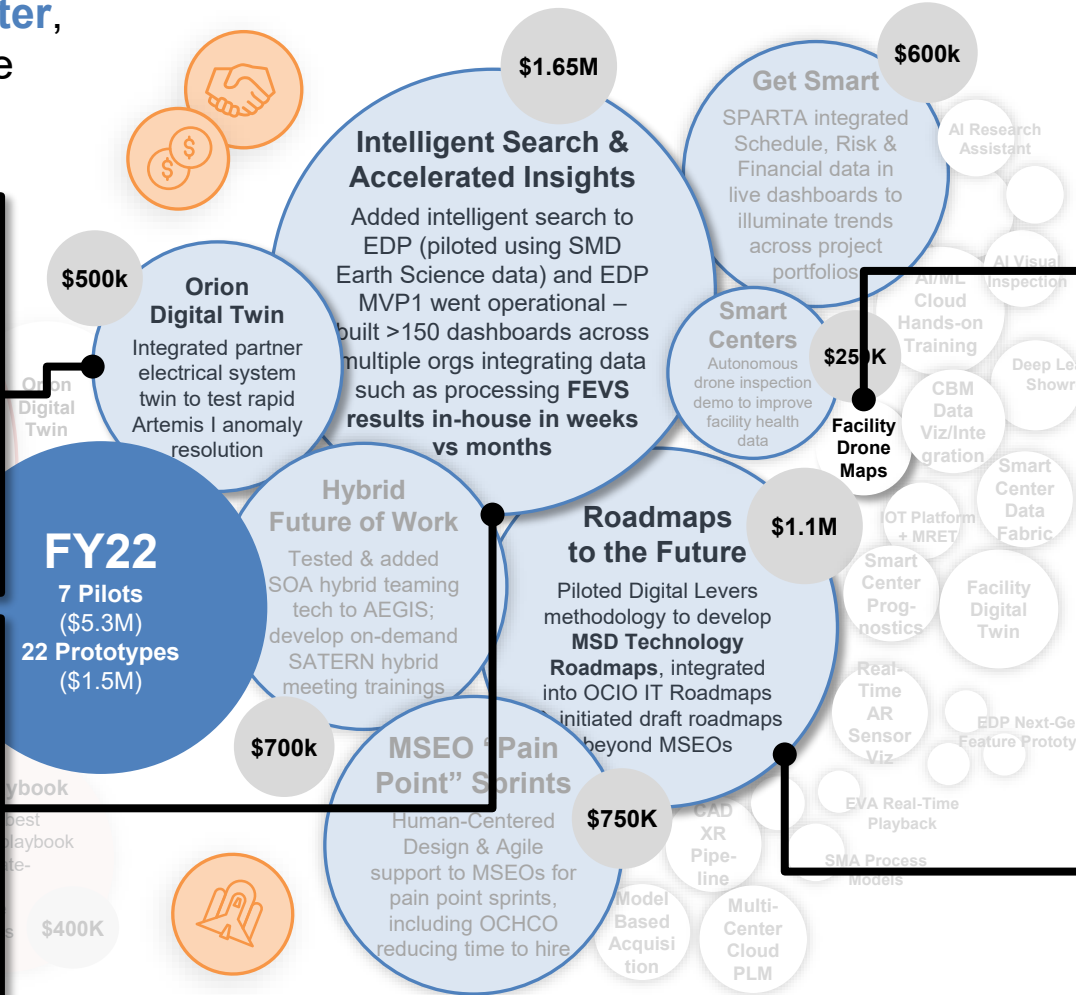 ter,
e
$1.65M
Intelligent Search &
Accelerated Insights
Added intelligent search to
EDP (piloted using SMD
Earth Science data) and EDP
MVP1 went operational –
built >150 dashboards across
multiple orgs integrating data
such as processing FEVS
results in-house in weeks
vs months
$600k
Get Smart
SPARTA integrated
Schedule, Risk &
Financial data in
live dashboards to
illuminate trends
across project
portfolios
AI Research
Assistant
AI Visual
Inspection
AI/ML
Cloud
Hands-on
Training
$500k
Orion
Digital Twin
Integrated partner
electrical system
twin to test rapid
Artemis I anomaly
resolution
Orion
Digital
Twin
Smart
Centers
Autonomous
drone inspection
demo to improve
facility health
data
$250K
Facility
Drone
Maps
Deep Lea
Showr
CBM
Data
Viz/Inte
gration
Smart
Center
Data
Fabric
IOT Platform
+ MRET
Smart
Center
Prog-
nostics
Facility
Digital
Twin
FY22
7 Pilots
($5.3M)
22 Prototypes
($1.5M)
Hybrid
Future of Work
Tested & added
SOA hybrid teaming
tech to AEGIS;
develop on-demand
SATERN hybrid
meeting trainings
$700k
Roadmaps
to the Future
$1.1M
Piloted Digital Levers
methodology to develop
MSD Technology
Roadmaps, integrated
into OCIO IT Roadmaps
initiated draft roadmaps
beyond MSEOs
Real-
Time
AR
Sensor
Viz
EDP Next-Ge
Feature Prototy
EVA Real-Time
Playback
SMA Process
Models
MSEO "Pain
Point" Sprints
Human-Centered
Design & Agile
support to MSEOs for
pain point sprints,
including OCHCO
reducing time to hire
$750K
CAD
XR
Pipe-
line
Model
Based
Acquisi
tion
Multi-
Center
Cloud
PLM
ybook
best
playbook
ate-
s
$400K